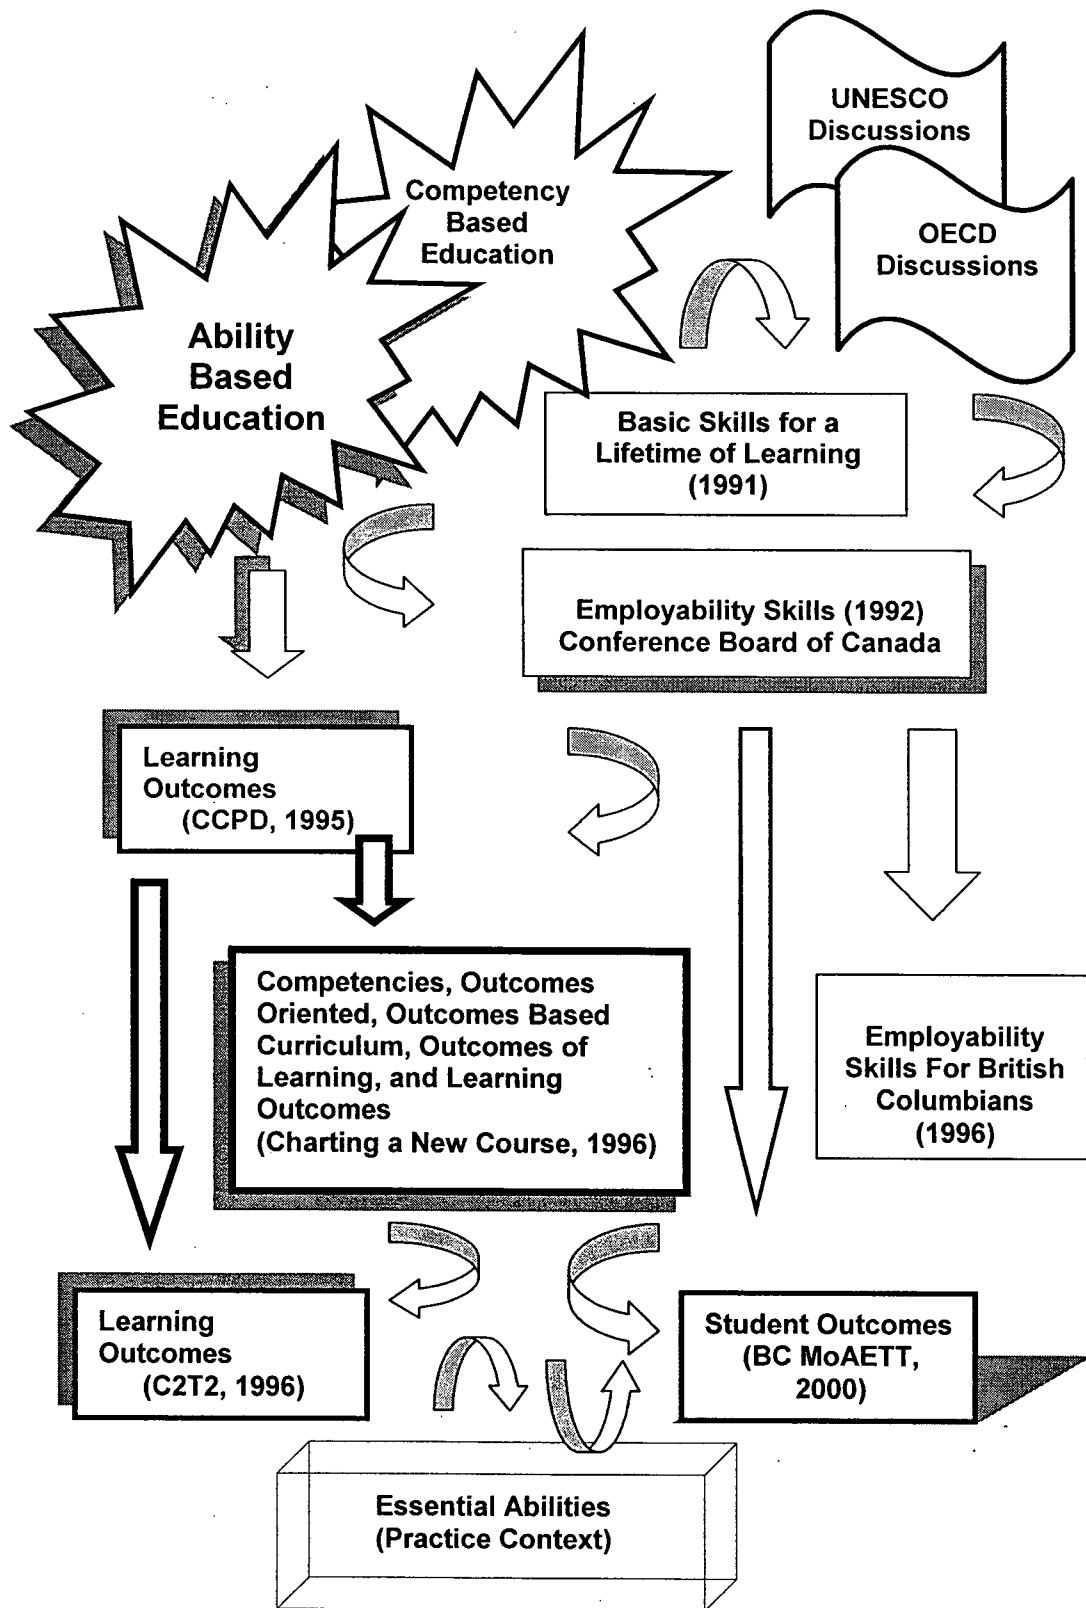 UNESCO
Discussions
Competency
Based
Education
OECD
Discussions
Ability
Based
Education
Basic Skills for a
Lifetime of Learning
(1991)
Employability Skills (1992)
Conference Board of Canada
Learning
Outcomes
(CCPD, 1995)
Competencies, Outcomes
Oriented, Outcomes Based
Curriculum, Outcomes of
Learning, and Learning
Outcomes
(Charting a New Course, 1996)
Employability
Skills For British
Columbians
(1996)
Learning
Outcomes
(C2T2, 1996)
Student Outcomes
(BC MoAETT,
2000)
Essential Abilities
(Practice Context)